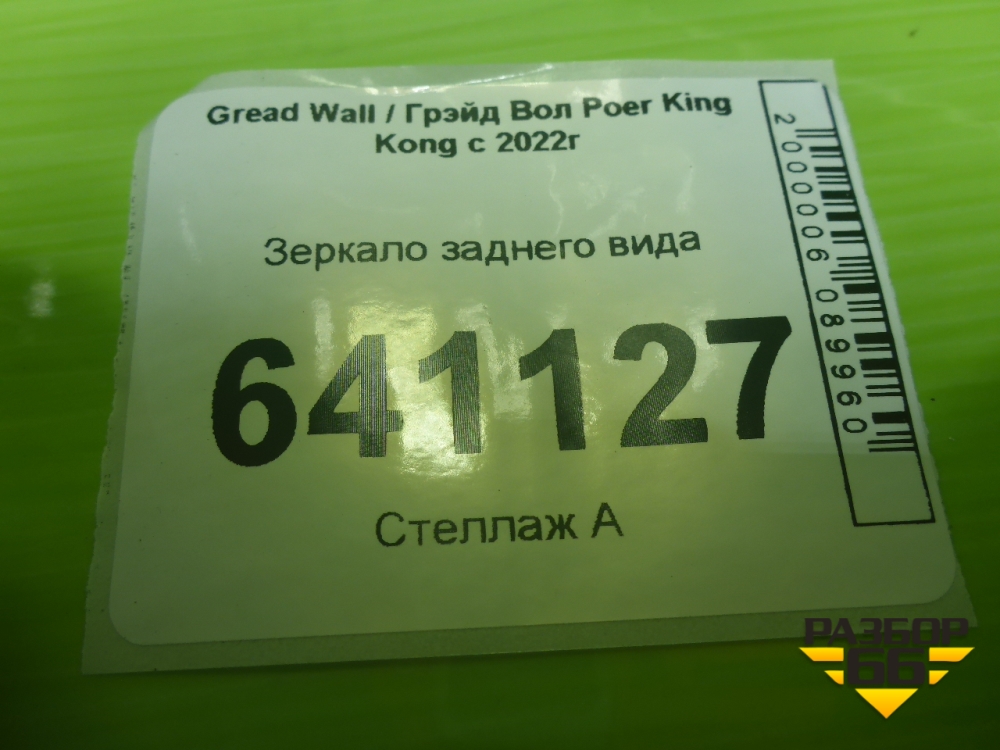 Gread Wall / Грэйд Вол Poer King
Kong с 2022г
Зеркало заднего вида
641127
Стеллаж А
2000006089960
РАЗБОР
66